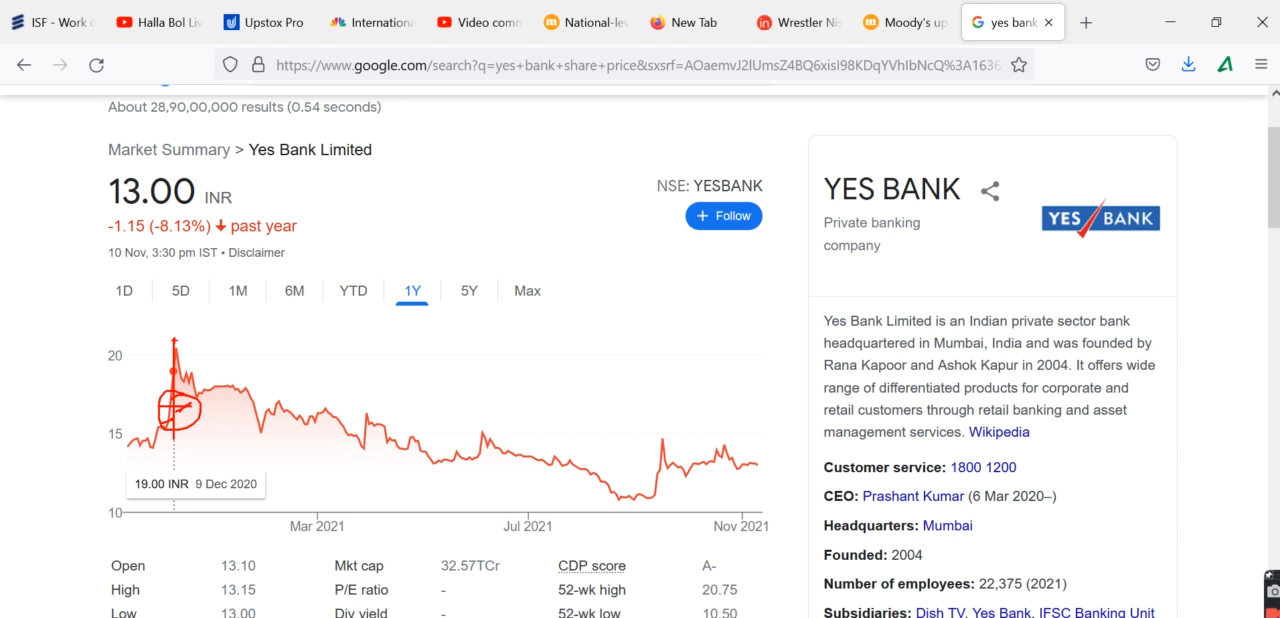 ISF - Work
Halla Bol Li
Upstox Pro
Internationa
Video com
National-le
New Tab
Wrestler Ni
Moody's up
yes bank
https://www.google.com/search?q=yes+bank+share+price&sxsrf=AOaemvJ2lUmsZ4BQ6xisI98KDqYVhIbNcQ%3A1636
About 28,90,00,000 results (0.54 seconds)
Market Summary > Yes Bank Limited
13.00 INR
NSE: YESBANK
-1.15 (-8.13%) past year
+ Follow
10 Nov, 3:30 pm IST • Disclaimer
1D 5D 1M 6M YTD 1Y 5Y Max
20
15
19.00 INR 9 Dec 2020
10
Mar 2021 Jul 2021 Nov 2021
Open 13.10 Mkt cap 32.57TCr CDP score A-
High 13.15 P/E ratio - 52-wk high 20.75
Low 13.00 Div yield - 52-wk low 10.50
YES BANK
Private banking
company
YES BANK
Yes Bank Limited is an Indian private sector bank
headquartered in Mumbai, India and was founded by
Rana Kapoor and Ashok Kapur in 2004. It offers wide
range of differentiated products for corporate and
retail customers through retail banking and asset
management services. Wikipedia
Customer service: 1800 1200
CEO: Prashant Kumar (6 Mar 2020–)
Headquarters: Mumbai
Founded: 2004
Number of employees: 22,375 (2021)
Subsidiaries: Dish TV, Yes Bank, IFSC Banking Unit